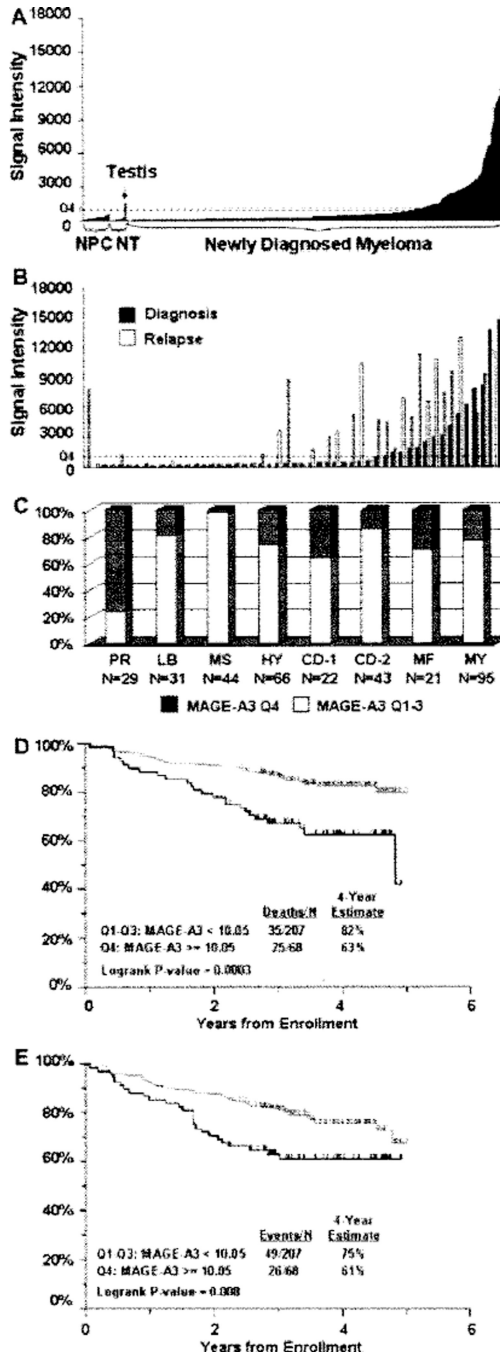 A
18000
15000
12000
9000
6000
3000
Q4
0
Signal Intensity
Testis
NPC NT Newly Diagnosed Myeloma
B
18000
15000
12000
9000
6000
3000
Q4
0
Signal Intensity
Diagnosis
Relapse
C
100%
80%
60%
40%
20%
0%
PR LB MS HY CD-1 CD-2 MF MY
N=29 N=31 N=44 N=66 N=22 N=43 N=21 N=95
MAGE-A3 Q4 MAGE-A3 Q1-3
D
100%
80%
60%
40%
20%
0%
4-Year
Deaths/N Estimate
Q1-Q3: MAGE-A3 < 10.05 35/207 82%
Q4: MAGE-A3 >= 10.05 25/68 63%
Logrank P-value = 0.0003
0 2 4 6
Years from Enrollment
E
100%
80%
60%
40%
20%
0%
4-Year
Events/N Estimate
Q1-Q3: MAGE-A3 < 10.05 49/207 75%
Q4: MAGE-A3 >= 10.05 26/68 61%
Logrank P-value = 0.008
0 2 4 6
Years from Enrollment